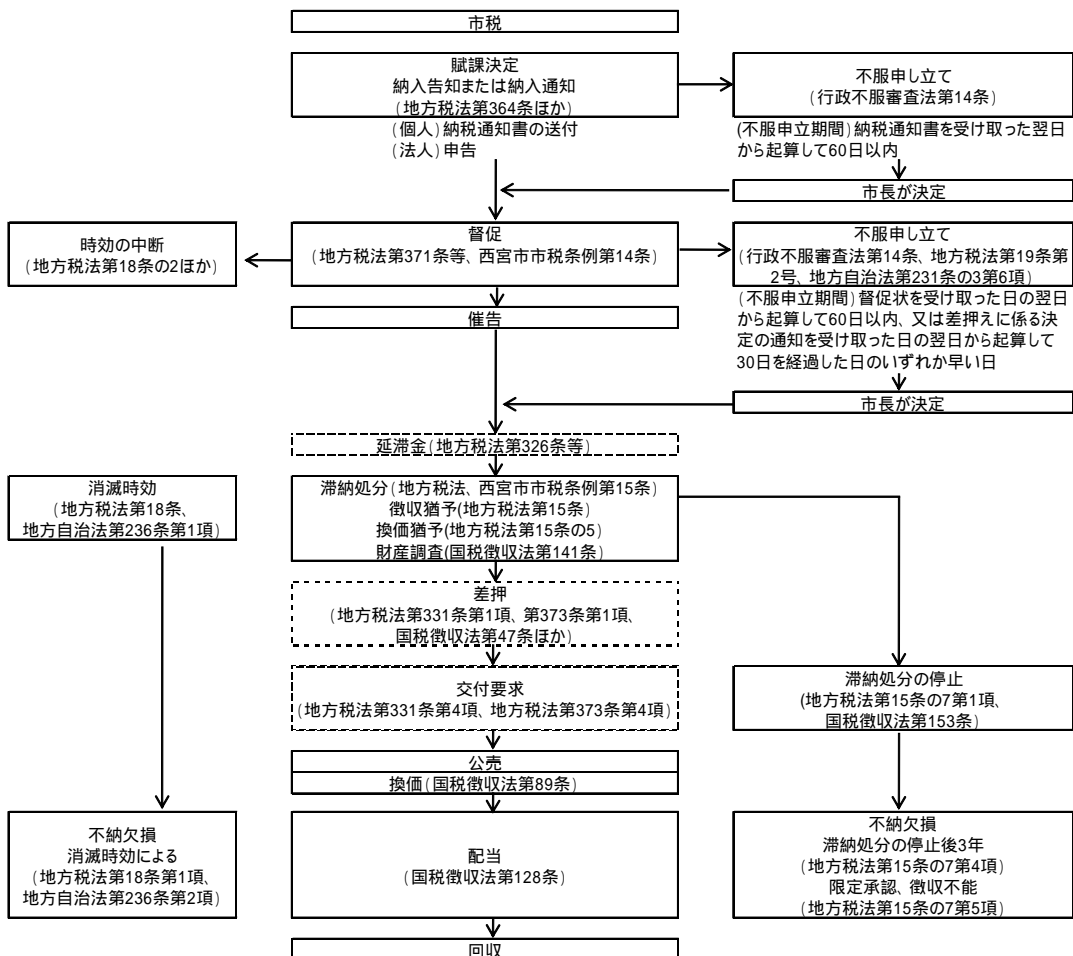 市税
賦課決定
納入告知または納入通知
(地方税法第364条ほか)
(個人)納税通知書の送付
(法人)申告
不服申し立て
(行政不服審査法第14条)
(不服申立期間)納税通知書を受け取った翌日
から起算して60日以内
市長が決定
時効の中断
(地方税法第18条の2ほか)
督促
(地方税法第371条等、西宮市市税条例第14条)
不服申し立て
(行政不服審査法第14条、地方税法第19条第
2号、地方自治法第231条の3第6項)
(不服申立期間)督促状を受け取った日の翌日
から起算して60日以内、又は差押えに係る決
定の通知を受け取った日の翌日から起算して
30日を経過した日のいずれか早い日
催告
市長が決定
延滞金(地方税法第326条等)
消滅時効
(地方税法第18条、
地方自治法第236条第1項)
滞納処分(地方税法、西宮市市税条例第15条)
徴収猶予(地方税法第15条)
換価猶予(地方税法第15条の5)
財産調査(国税徴収法第141条)
差押
(地方税法第331条第1項、第373条第1項、
国税徴収法第47条ほか)
交付要求
(地方税法第331条第4項、地方税法第373条第4項)
滞納処分の停止
(地方税法第15条の7第1項、
国税徴収法第153条)
公売
換価(国税徴収法第89条)
不納欠損
消滅時効による
(地方税法第18条第1項、
地方自治法第236条第2項)
配当
(国税徴収法第128条)
不納欠損
滞納処分の停止後3年
(地方税法第15条の7第4項)
限定承認、徴収不能
(地方税法第15条の7第5項)
回収